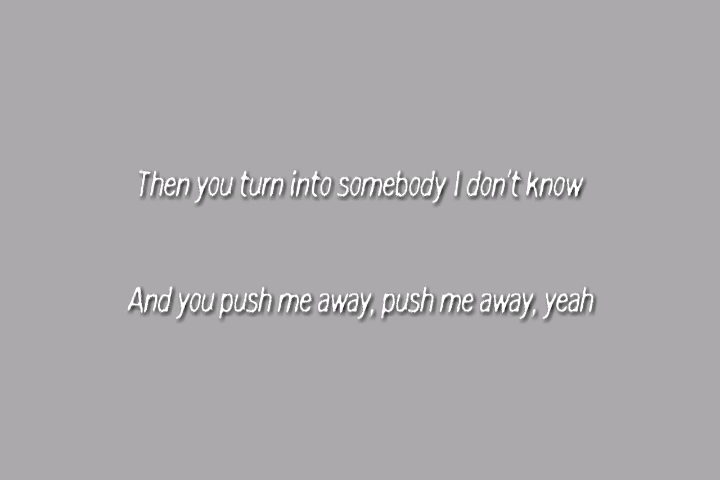 Then you turn into somebody I don't know
And you push me away, push me away, yeah